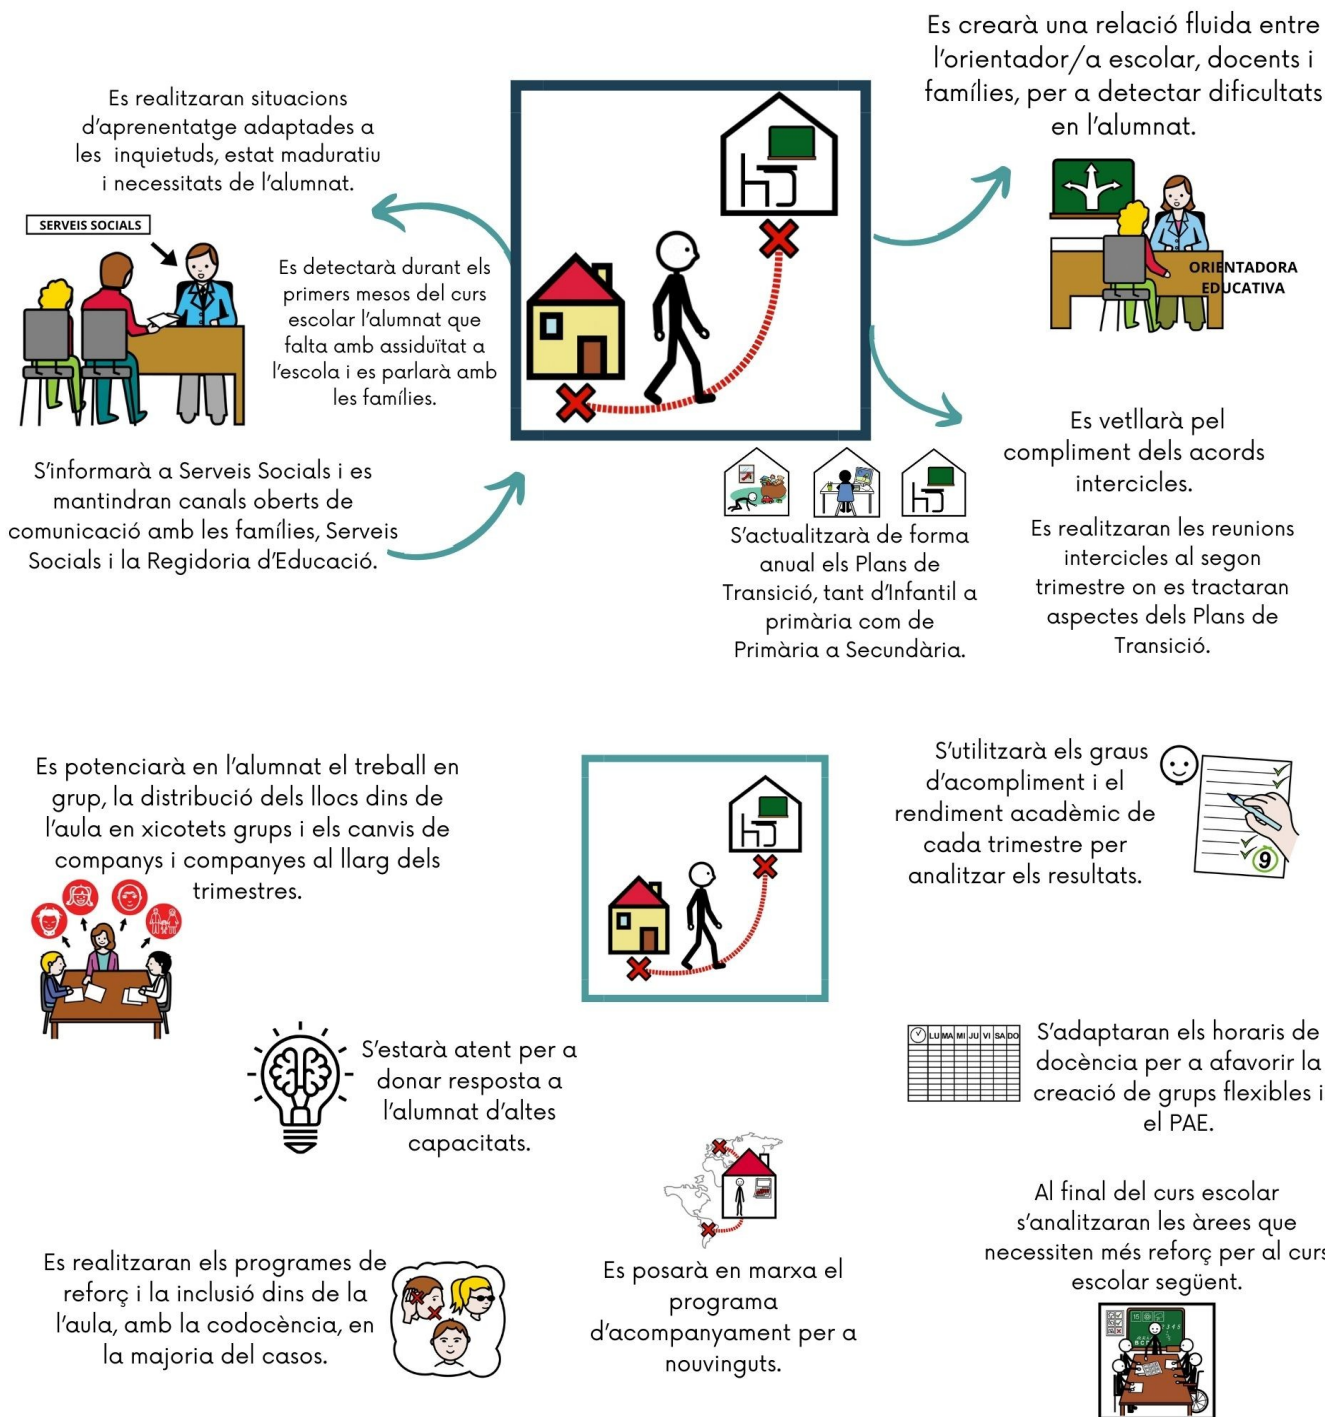 Es realitzaran situacions
d'aprenentatge adaptades a
les inquietuds, estat maduratiu
i necessitats de l'alumnat.
SERVEIS SOCIALS
Es detectarà durant els
primers mesos del curs
escolar l'alumnat que
falta amb assiduïtat a
l'escola i es parlarà amb
les famílies.
S'informarà a Serveis Socials i es
mantindran canals oberts de
comunicació amb les famílies, Serveis
Socials i la Regidoria d'Educació.
Es crearà una relació fluida entre
l'orientador/a escolar, docents i
famílies, per a detectar dificultats
en l'alumnat.
ORIENTADORA
EDUCATIVA
Es vetllarà pel
compliment dels acords
intercicles.
Es realitzaran les reunions
intercicles al segon
trimestre on es tractaran
aspectes dels Plans de
Transició.
S'actualitzarà de forma
anual els Plans de
Transició, tant d'Infantil a
primària com de
Primària a Secundària.
Es potenciarà en l'alumnat el treball en
grup, la distribució dels llocs dins de
l'aula en xicotets grups i els canvis de
companys i companyes al llarg dels
trimestres.
S'utilitzarà els graus
d'acompliment i el
rendiment acadèmic de
cada trimestre per
analitzar els resultats.
9
S'estarà atent per a
donar resposta a
l'alumnat d'altes
capacitats.
LU MA MI JU VI SA DO
S'adaptaran els horaris de
docència per a afavorir la
creació de grups flexibles i
el PAE.
Es realitzaran els programes de
reforç i la inclusió dins de la
l'aula, amb la codocència, en
la majoria del casos.
Es posarà en marxa el
programa
d'acompanyament per a
nouvinguts.
Al final del curs escolar
s'analitzaran les àrees que
necessiten més reforç per al curs
escolar següent.